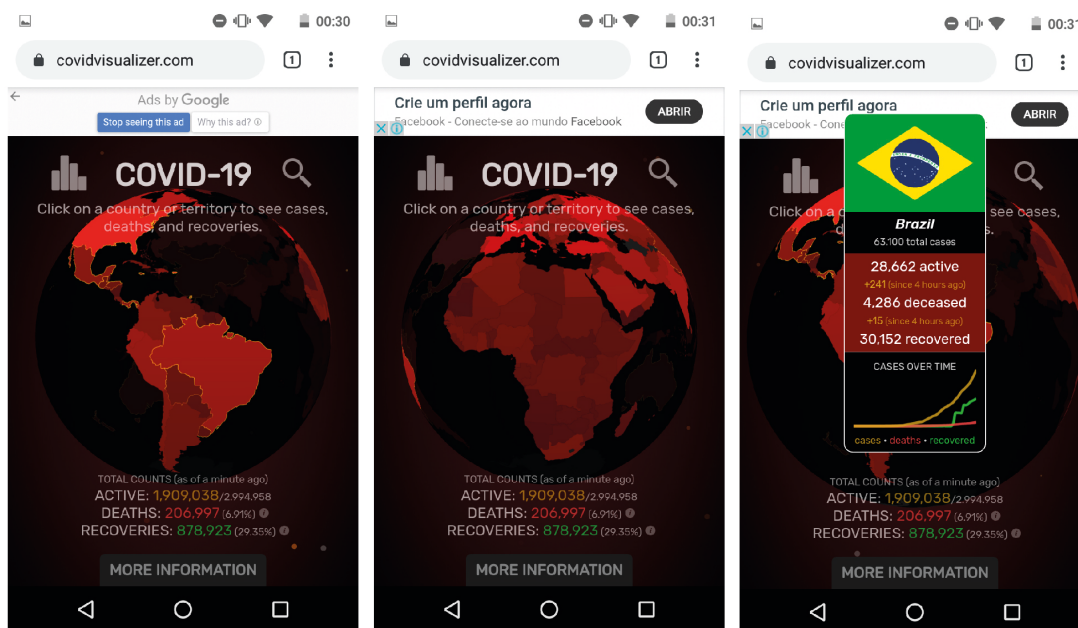 00:30
covidvisualizer.com
1
Ads by Google
Stop seeing this ad
Why this ad?
COVID-19
Click on a country or territory to see cases,
deaths, and recoveries.
TOTAL COUNTS (as of a minute ago)
ACTIVE: 1,909,038/2.994.958
DEATHS: 206,997 (6.91%)
RECOVERIES: 878,923 (29.35%)
MORE INFORMATION
00:31
covidvisualizer.com
1
Crie um perfil agora
Facebook - Conecte-se ao mundo Facebook
ABRIR
COVID-19
Click on a country or territory to see cases,
deaths, and recoveries.
TOTAL COUNTS (as of a minute ago)
ACTIVE: 1,909,038/2.994.958
DEATHS: 206,997 (6.91%)
RECOVERIES: 878,923 (29.35%)
MORE INFORMATION
00:31
covidvisualizer.com
1
Crie um perfil agora
Facebook - Cone
ABRIR
Click on a see cases,
Brazil
63.100 total cases
28,662 active
+241 (since 4 hours ago)
4,286 deceased
+15 (since 4 hours ago)
30,152 recovered
CASES OVER TIME
cases • deaths • recovered
TOTAL COUNTS (as of a minute ago)
ACTIVE: 1,909,038/2.994.958
DEATHS: 206,997 (6.91%)
RECOVERIES: 878,923 (29.35%)
MORE INFORMATION